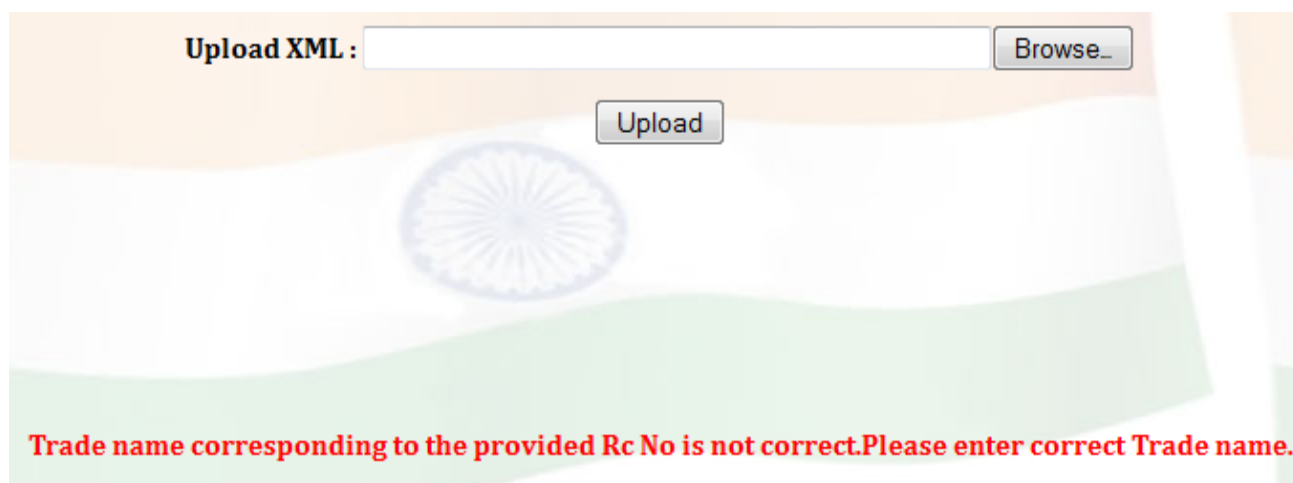 Upload XML : Browse...
Upload
Trade name corresponding to the provided Rc No is not correct.Please enter correct Trade name.